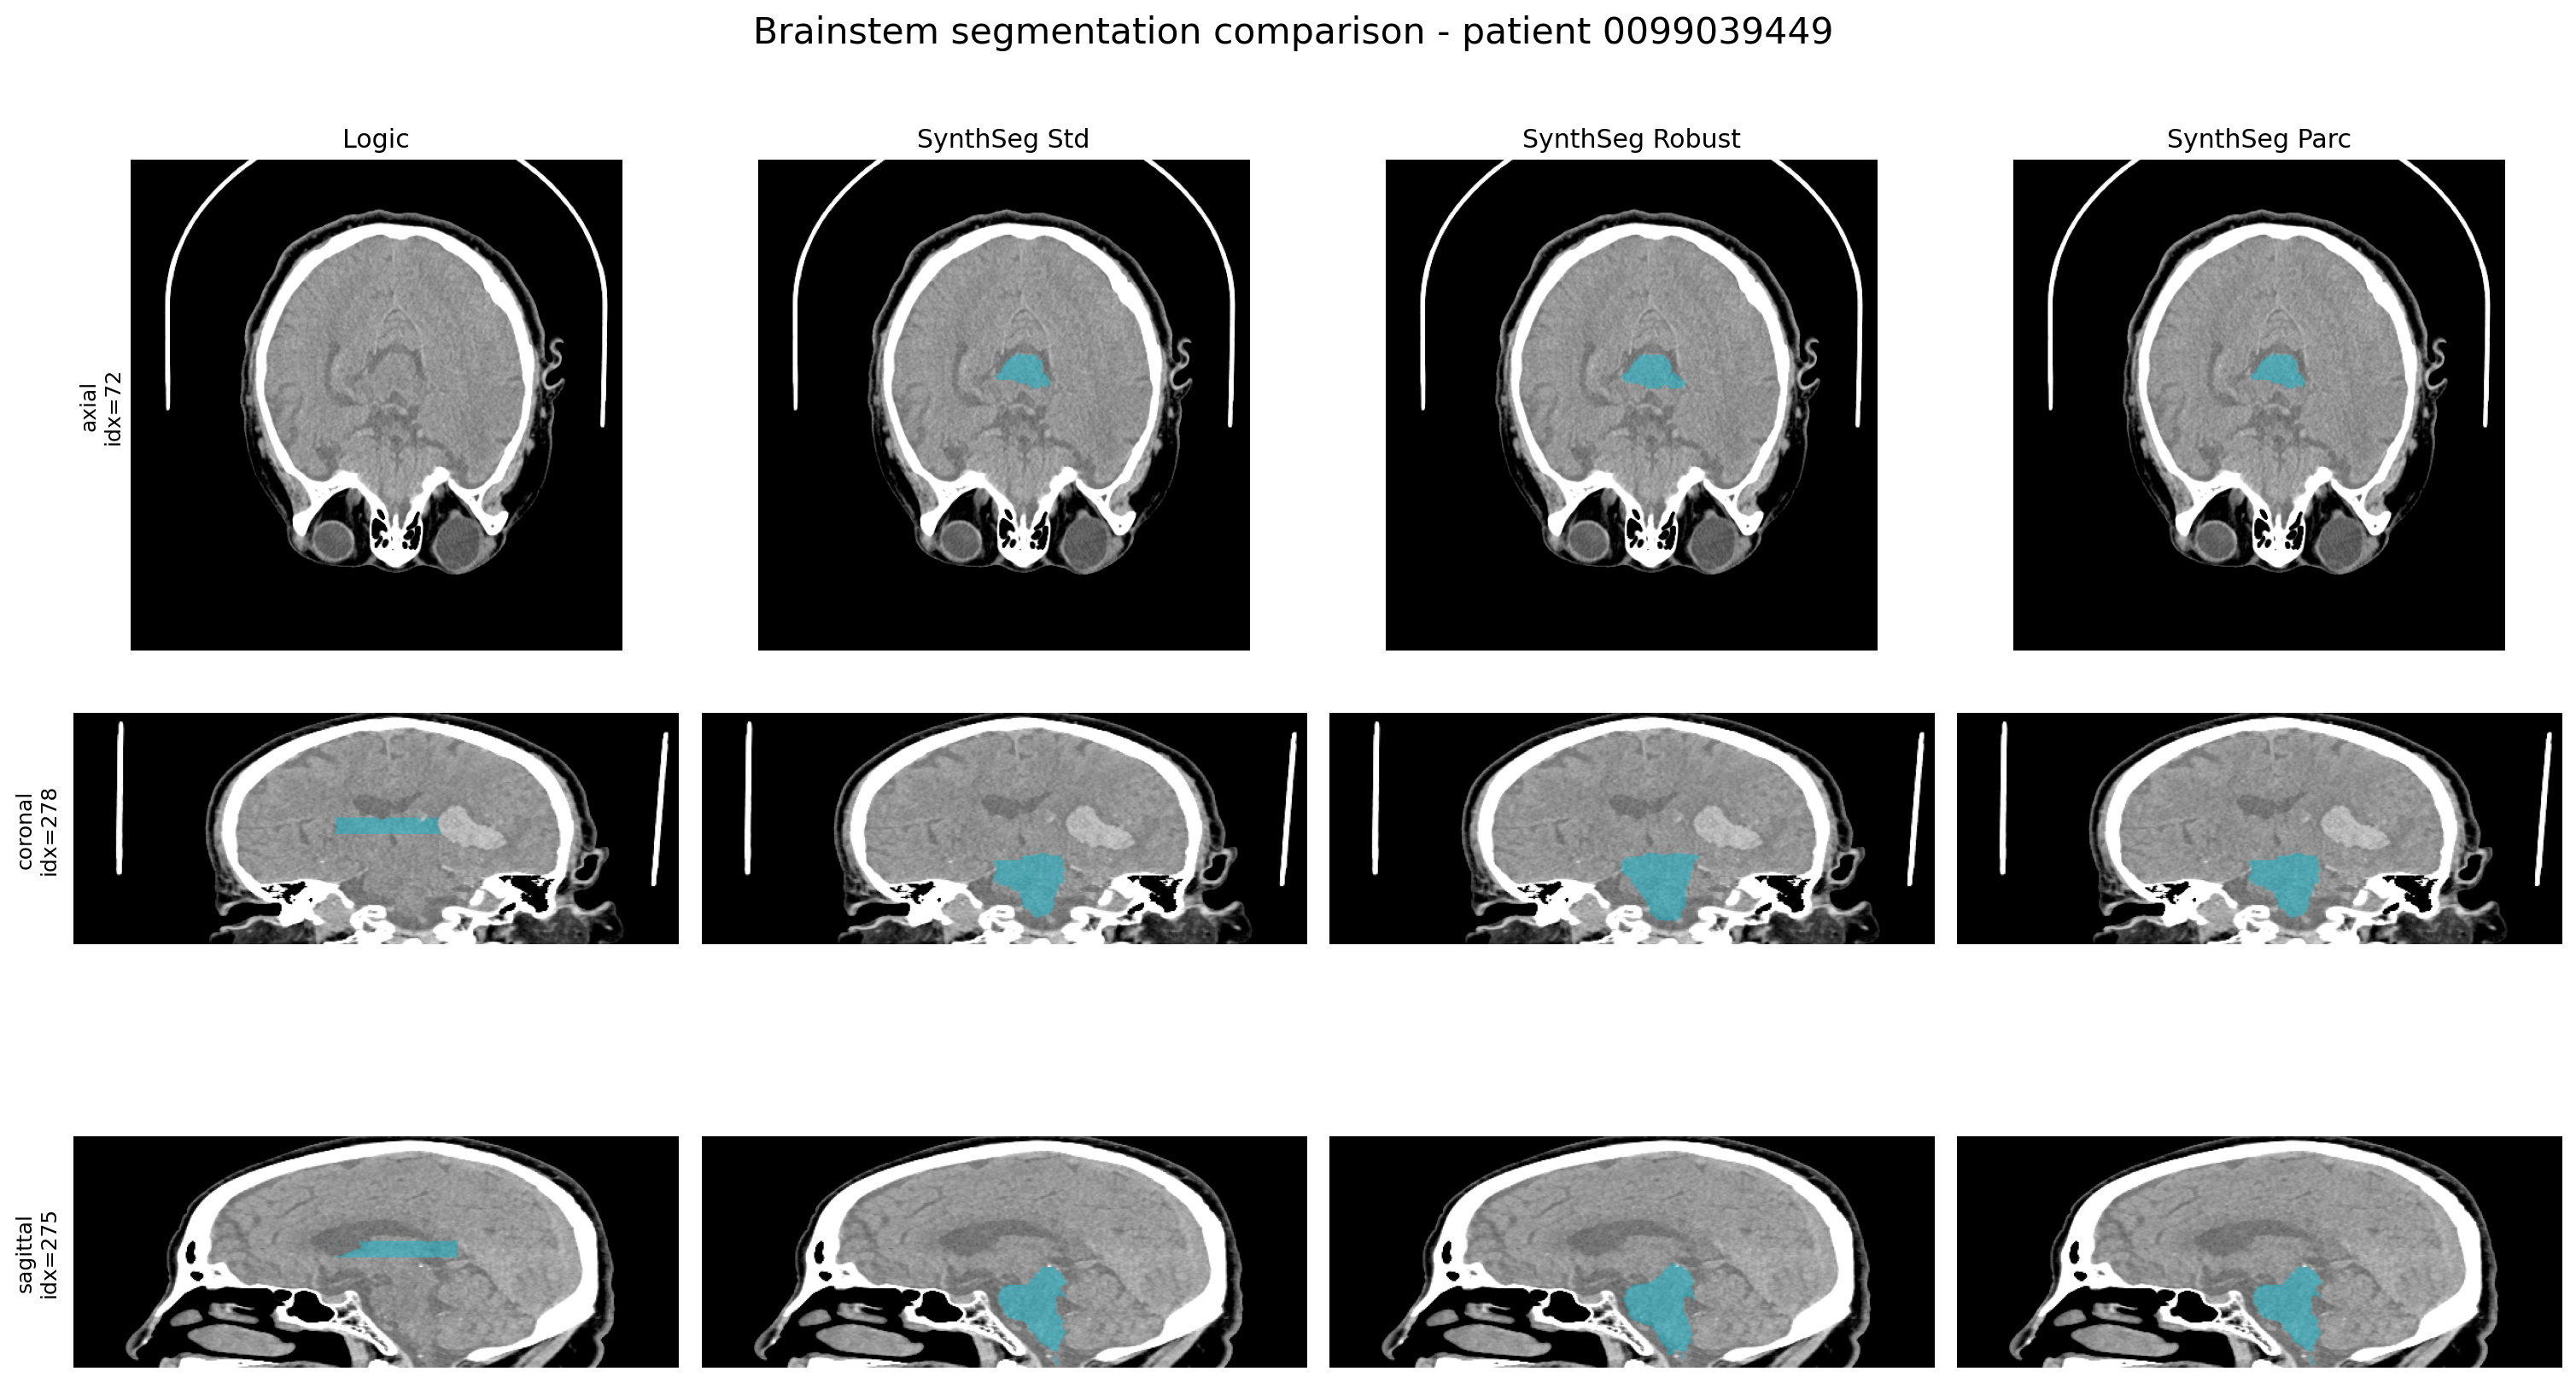 Brainstem segmentation comparison - patient 0099039449
Logic
SynthSeg Std
SynthSeg Robust
SynthSeg Parc
axial
idx=72
coronal
idx=278
sagittal
idx=275